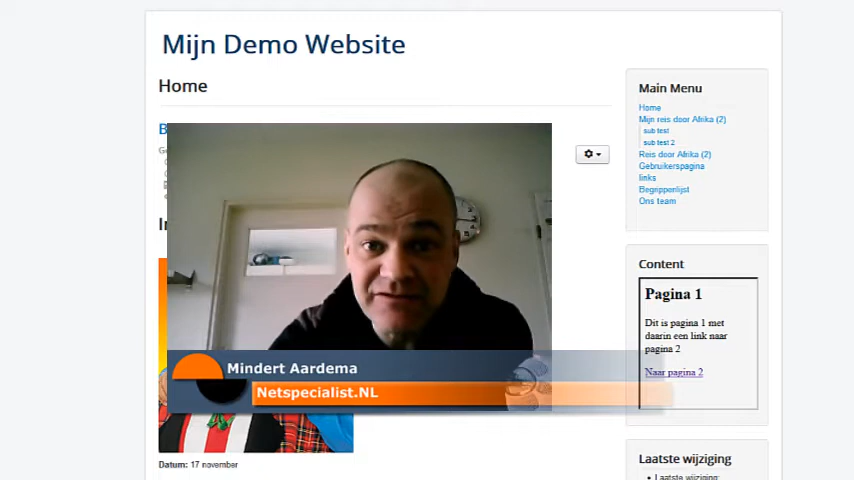 Mijn Demo Website
Home
Main Menu
Home
Mijn reis door Afrika (2)
sub test
sub test 2
Reis door Afrika (2)
Gebruikerspagina
links
Begrippenlijst
Ons team
Content
Pagina 1
Dit is pagina 1 met
daarin een link naar
pagina 2
Naar pagina 2
Mindert Aardema
Netspecialist.NL
Datum: 17 november
Laatste wijziging
Laatste wijziging: